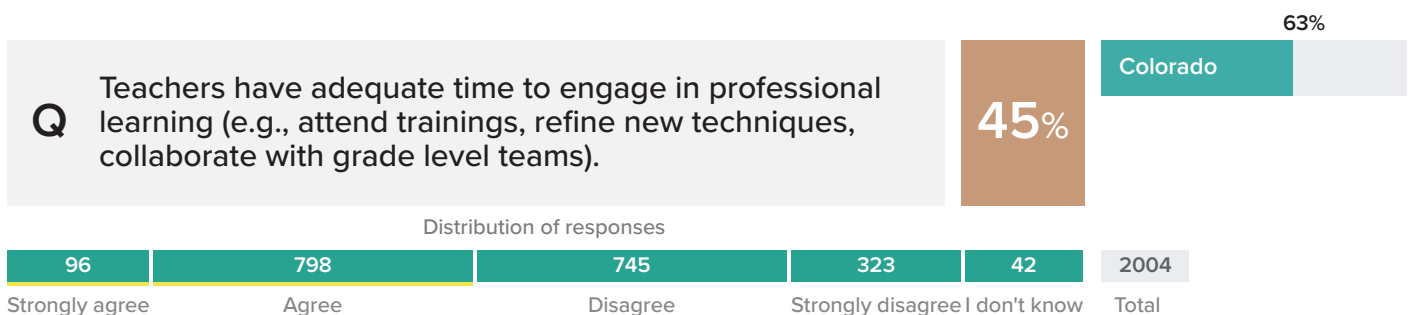 63%
Q
Teachers have adequate time to engage in professional
learning (e.g., attend trainings, refine new techniques,
collaborate with grade level teams).
45%
Colorado
Distribution of responses
96 798 745 323 42 2004
Strongly agree Agree Disagree Strongly disagree I don't know Total